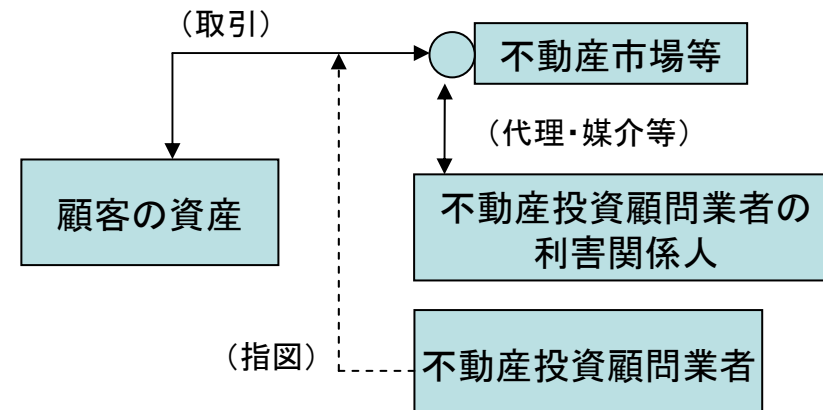 （取引）
不動産市場等
（代理・媒介等）
顧客の資産
不動産投資顧問業者の
利害関係人
（指図）
不動産投資顧問業者